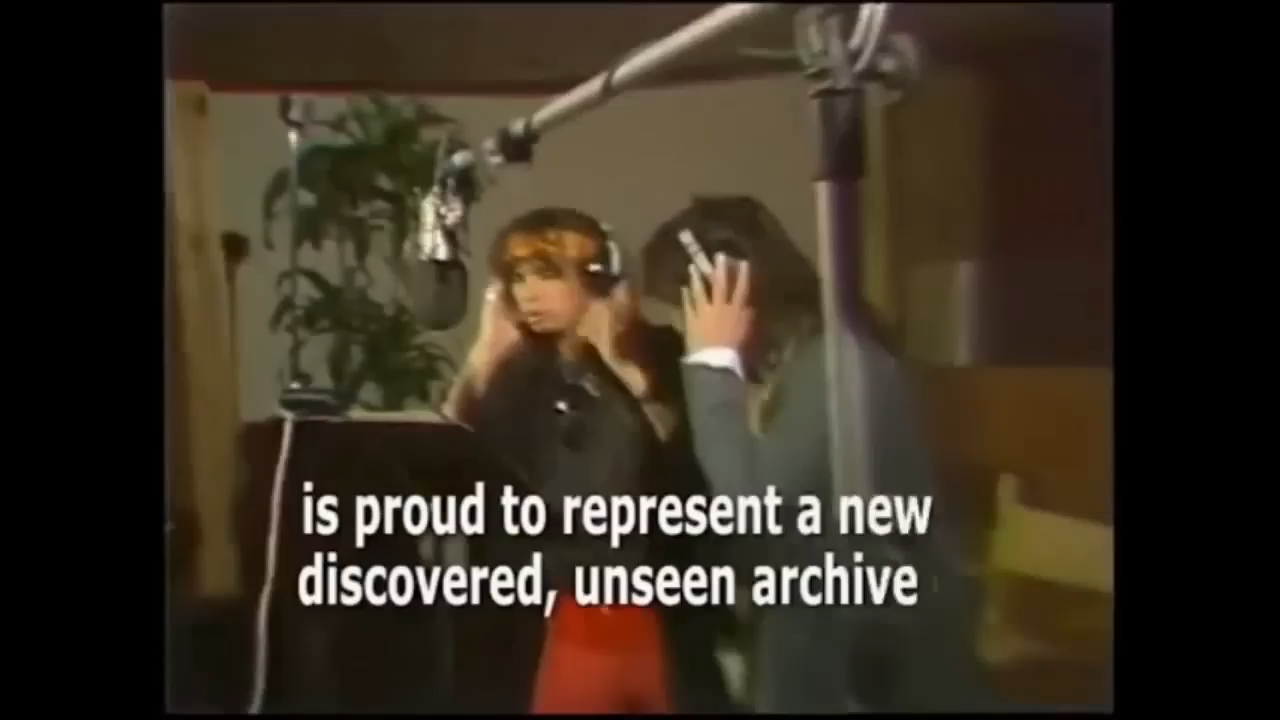 is proud to represent a new
discovered, unseen archive